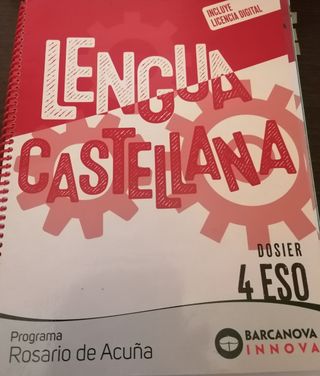 INCLUYE
LICENCIA DIGITAL
LENGUA
CASTELLANA
DOSIER
4 ESO
Programa
Rosario de Acuña
BARCANOVA
INNOVA